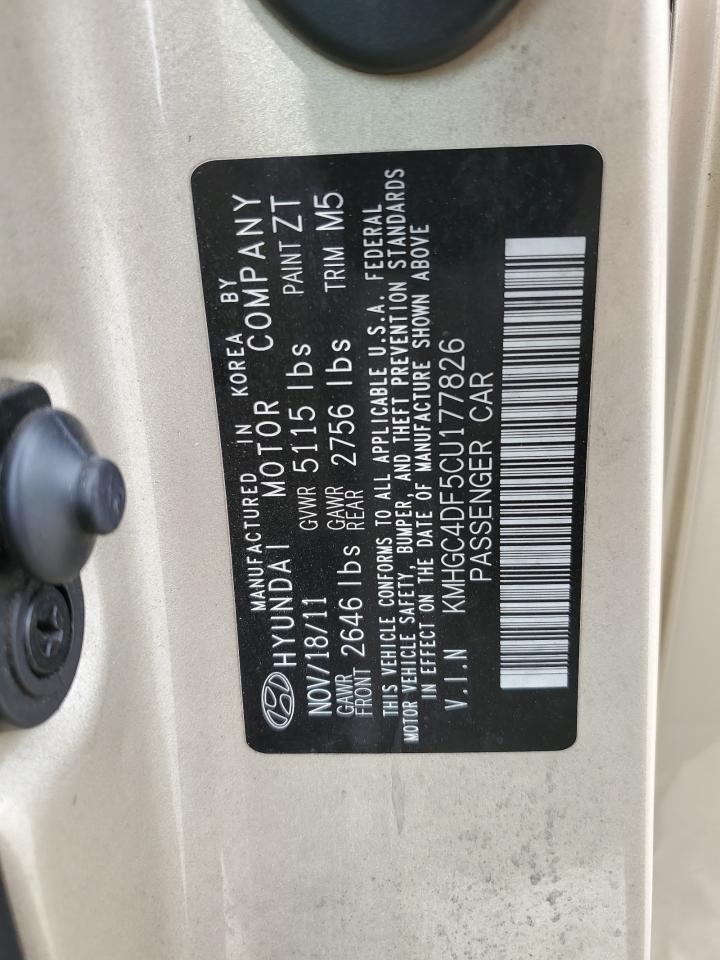 MANUFACTURED IN KOREA BY
HYUNDAI MOTOR COMPANY
NOV/18/11 GVWR 5115 lbs PAINT ZT
GAWR FRONT 2646 lbs GAWR REAR 2756 lbs TRIM M5
THIS VEHICLE CONFORMS TO ALL APPLICABLE U.S.A. FEDERAL
MOTOR VEHICLE SAFETY, BUMPER, AND THEFT PREVENTION STANDARDS
IN EFFECT ON THE DATE OF MANUFACTURE SHOWN ABOVE
V.I.N KMHGC4DF5CU177826
PASSENGER CAR